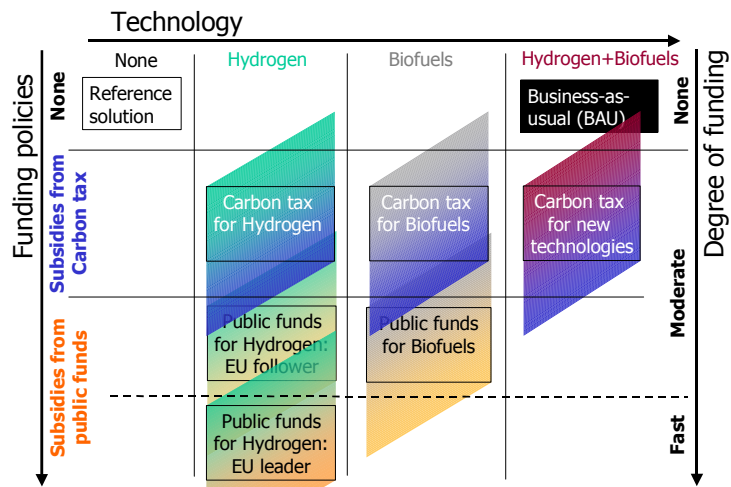 Technology
None
Hydrogen
Biofuels
Hydrogen+Biofuels
Funding policies
Degree of funding
None
Reference
solution
Business-as-
usual (BAU)
None
Subsidies from
Carbon tax
Carbon tax
for Hydrogen
Carbon tax
for Biofuels
Carbon tax
for new
technologies
Moderate
Subsidies from
public funds
Public funds
for Hydrogen:
EU follower
Public funds
for Biofuels
Public funds
for Hydrogen:
EU leader
Fast